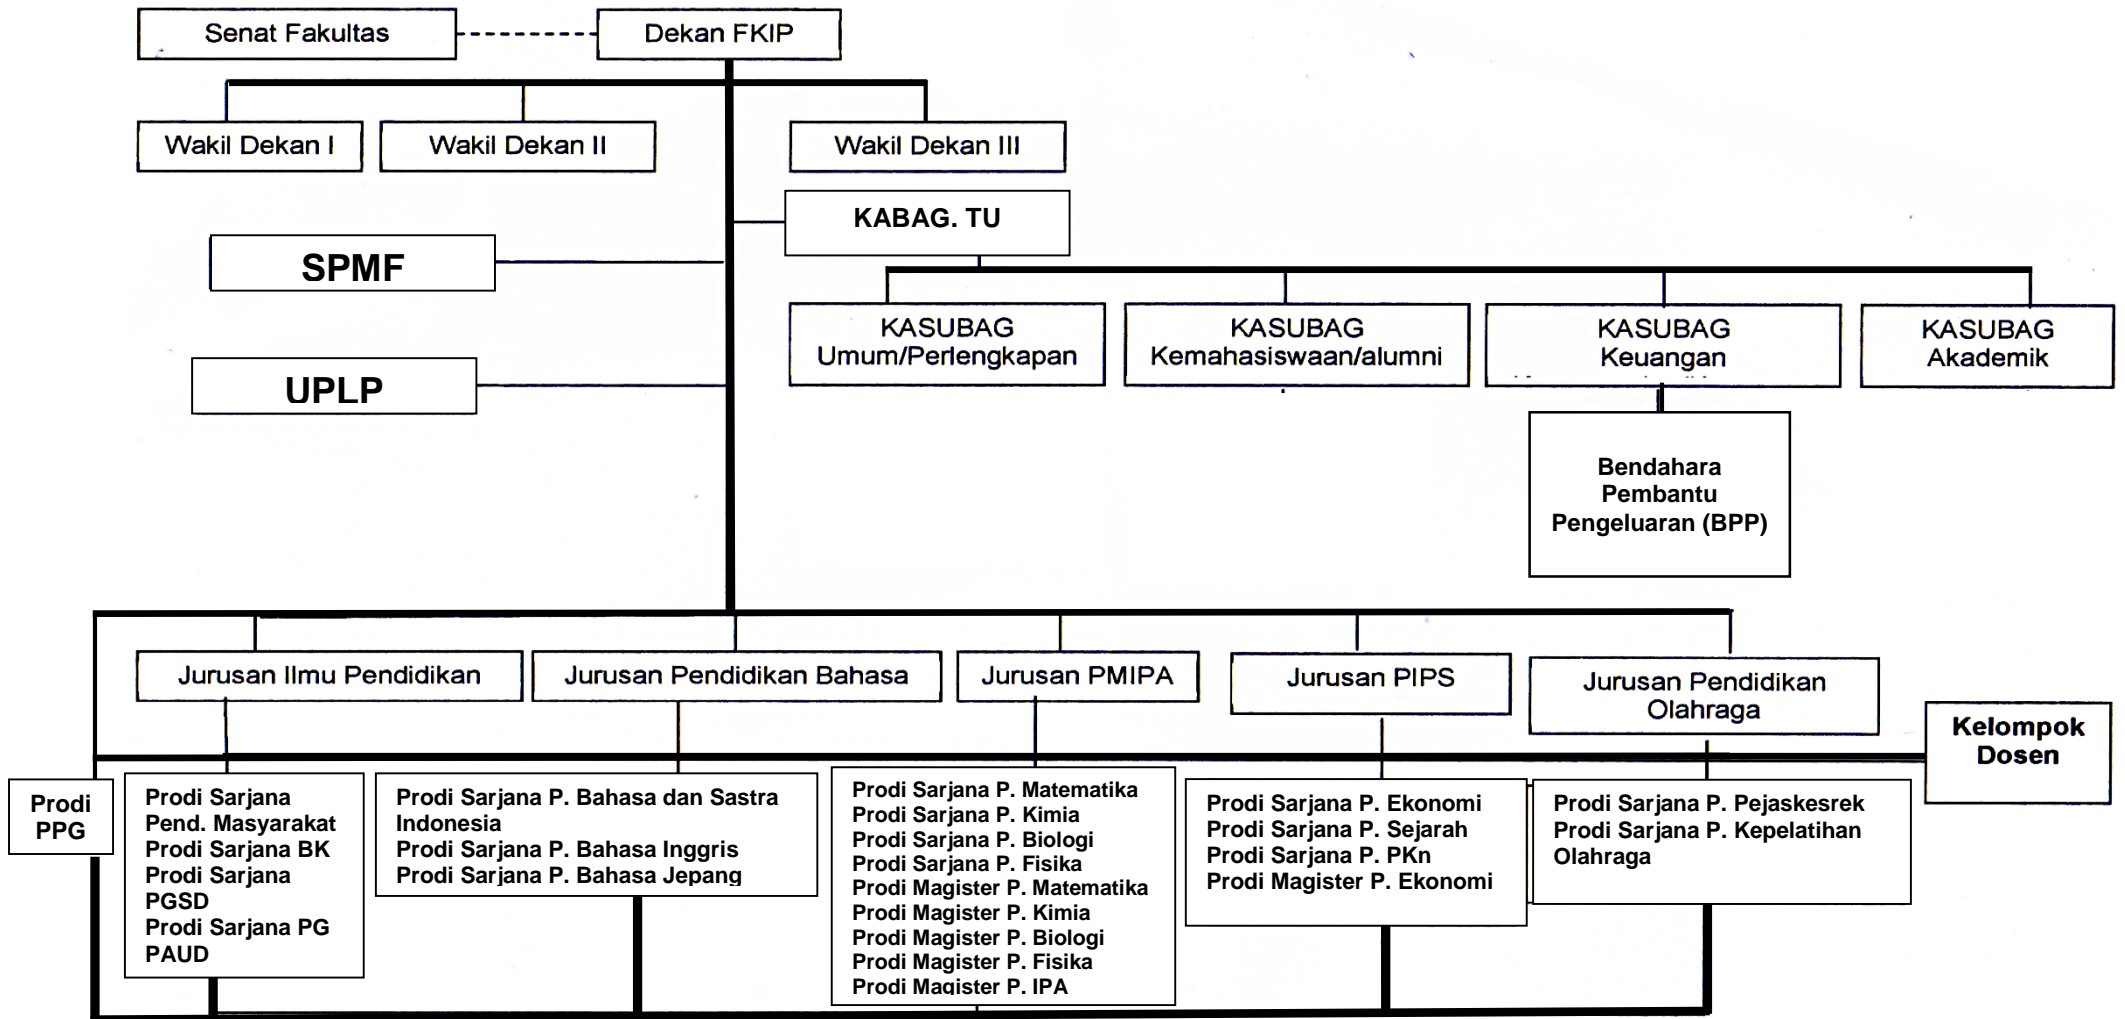 Senat Fakultas
Dekan FKIP
Wakil Dekan I
Wakil Dekan II
Wakil Dekan III
KABAG. TU
SPMF
KASUBAG
Umum/Perlengkapan
KASUBAG
Kemahasiswaan/alumni
KASUBAG
Keuangan
KASUBAG
Akademik
UPLP
Bendahara
Pembantu
Pengeluaran (BPP)
Jurusan Ilmu Pendidikan
Jurusan Pendidikan Bahasa
Jurusan PMIPA
Jurusan PIPS
Jurusan Pendidikan
Olahraga
Kelompok
Dosen
Prodi
PPG
Prodi Sarjana
Pend. Masyarakat
Prodi Sarjana BK
Prodi Sarjana
PGSD
Prodi Sarjana PG
PAUD
Prodi Sarjana P. Bahasa dan Sastra
Indonesia
Prodi Sarjana P. Bahasa Inggris
Prodi Sarjana P. Bahasa Jepang
Prodi Sarjana P. Matematika
Prodi Sarjana P. Kimia
Prodi Sarjana P. Biologi
Prodi Sarjana P. Fisika
Prodi Magister P. Matematika
Prodi Magister P. Kimia
Prodi Magister P. Biologi
Prodi Magister P. Fisika
Prodi Magister P. IPA
Prodi Sarjana P. Ekonomi
Prodi Sarjana P. Sejarah
Prodi Sarjana P. PKn
Prodi Magister P. Ekonomi
Prodi Sarjana P. Pejaskesrek
Prodi Sarjana P. Kepelatihan
Olahraga